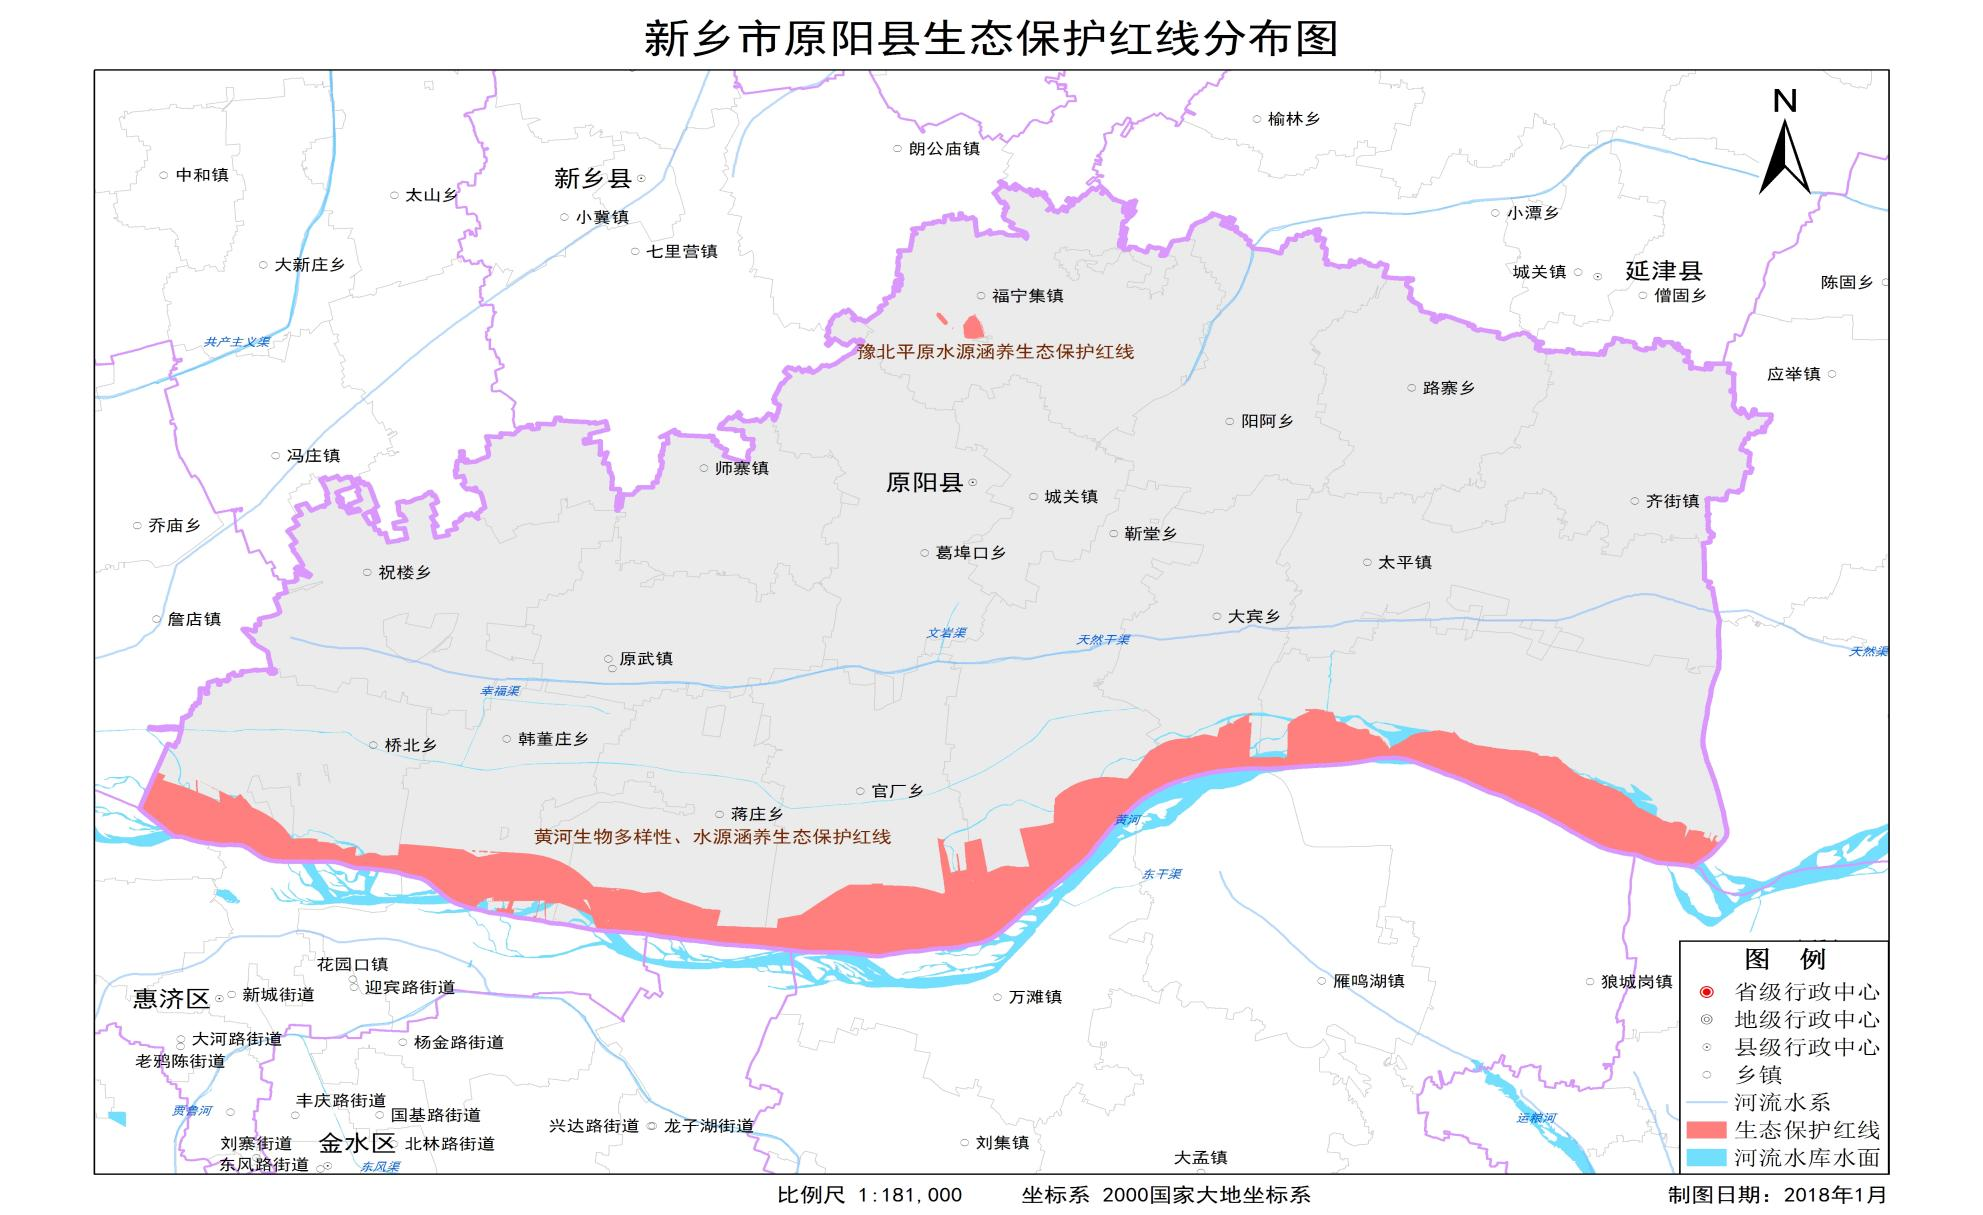 新乡市原阳县生态保护红线分布图
N
榆林乡
朗公庙镇
中和镇
新乡县
太山乡
小冀镇
小潭乡
七里营镇
大新庄乡
城关镇
延津县
陈固乡
福宁集镇
僧固乡
共产主义渠
豫北平原水源涵养生态保护红线
应举镇
路寨乡
阳阿乡
冯庄镇
师寨镇
原阳县
城关镇
齐街镇
乔庙乡
靳堂乡
葛埠口乡
太平镇
祝楼乡
詹店镇
大宾乡
文岩渠
天然干渠
天然渠
原武镇
幸福渠
桥北乡
韩董庄乡
官厂乡
蒋庄乡
黄河
黄河生物多样性、水源涵养生态保护红线
东干渠
花园口镇
惠济区
新城街道
迎宾路街道
万滩镇
雁鸣湖镇
狼城岗镇
大河路街道
杨金路街道
老鸦陈街道
丰庆路街道
贾鲁河
国基路街道
兴达路街道
龙子湖街道
运粮河
刘寨街道
金水区
北林路街道
刘集镇
东风路街道
东风渠
大孟镇
图 例
省级行政中心
地级行政中心
县级行政中心
乡镇
河流水系
生态保护红线
河流水库水面
比例尺 1:181,000 坐标系 2000国家大地坐标系 制图日期：2018年1月